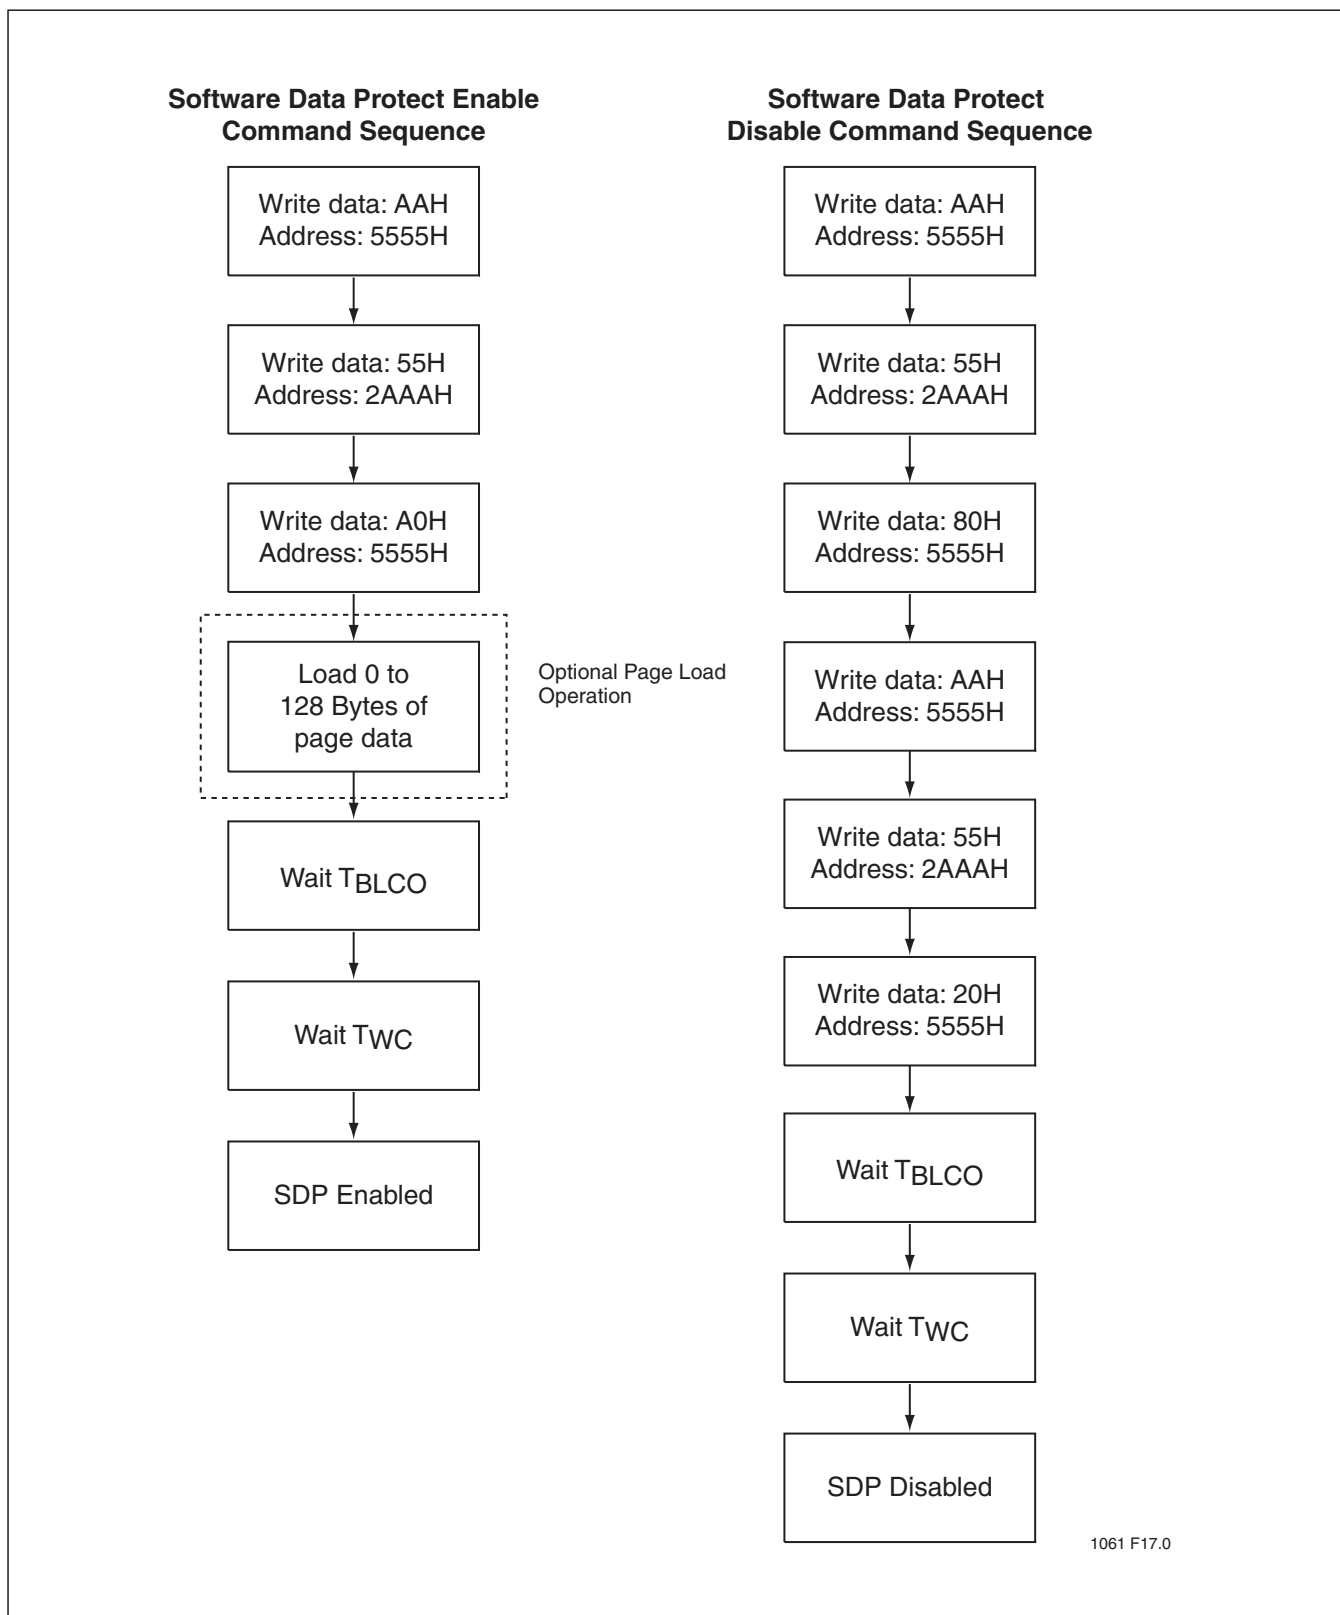 Software Data Protect Enable
Command Sequence
Write data: AAH
Address: 5555H
Write data: 55H
Address: 2AAAH
Write data: A0H
Address: 5555H
Load 0 to
128 Bytes of
page data
Optional Page Load
Operation
Wait TBLCO
Wait TWC
SDP Enabled
Software Data Protect
Disable Command Sequence
Write data: AAH
Address: 5555H
Write data: 55H
Address: 2AAAH
Write data: 80H
Address: 5555H
Write data: AAH
Address: 5555H
Write data: 55H
Address: 2AAAH
Write data: 20H
Address: 5555H
Wait TBLCO
Wait TWC
SDP Disabled
1061 F17.0